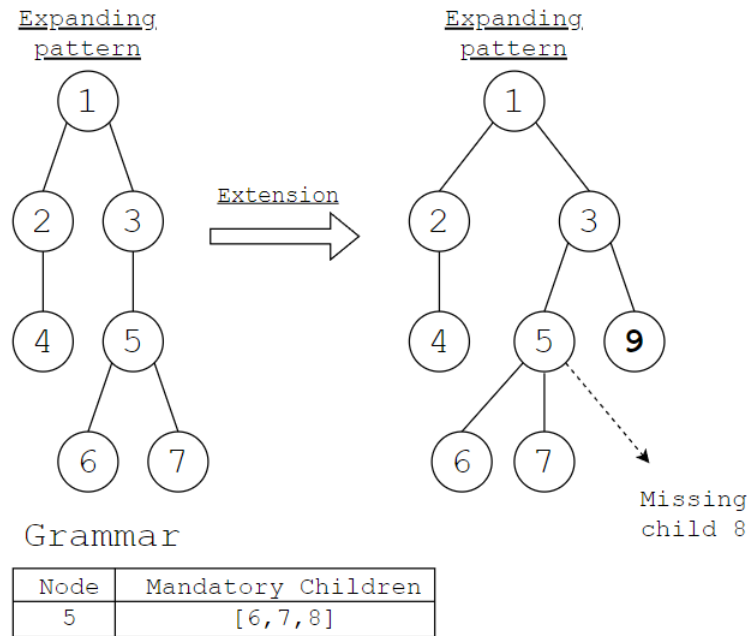 Expanding
pattern
Expanding
pattern
1
1
2
3
Extension
2
3
4
5
4
5
9
6
7
6
7
Missing
child 8
Grammar
Node Mandatory Children
5 [6,7,8]